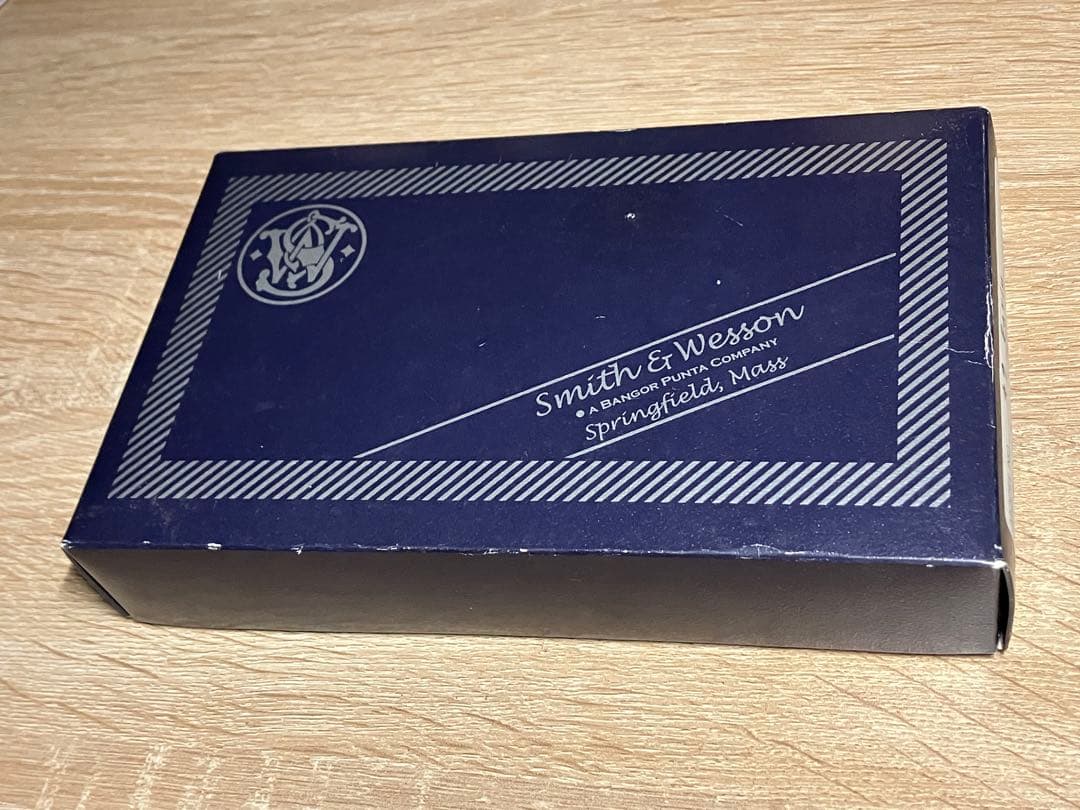 Smith & Wesson
• A BANGOR PUNTA COMPANY
Springfield, Mass